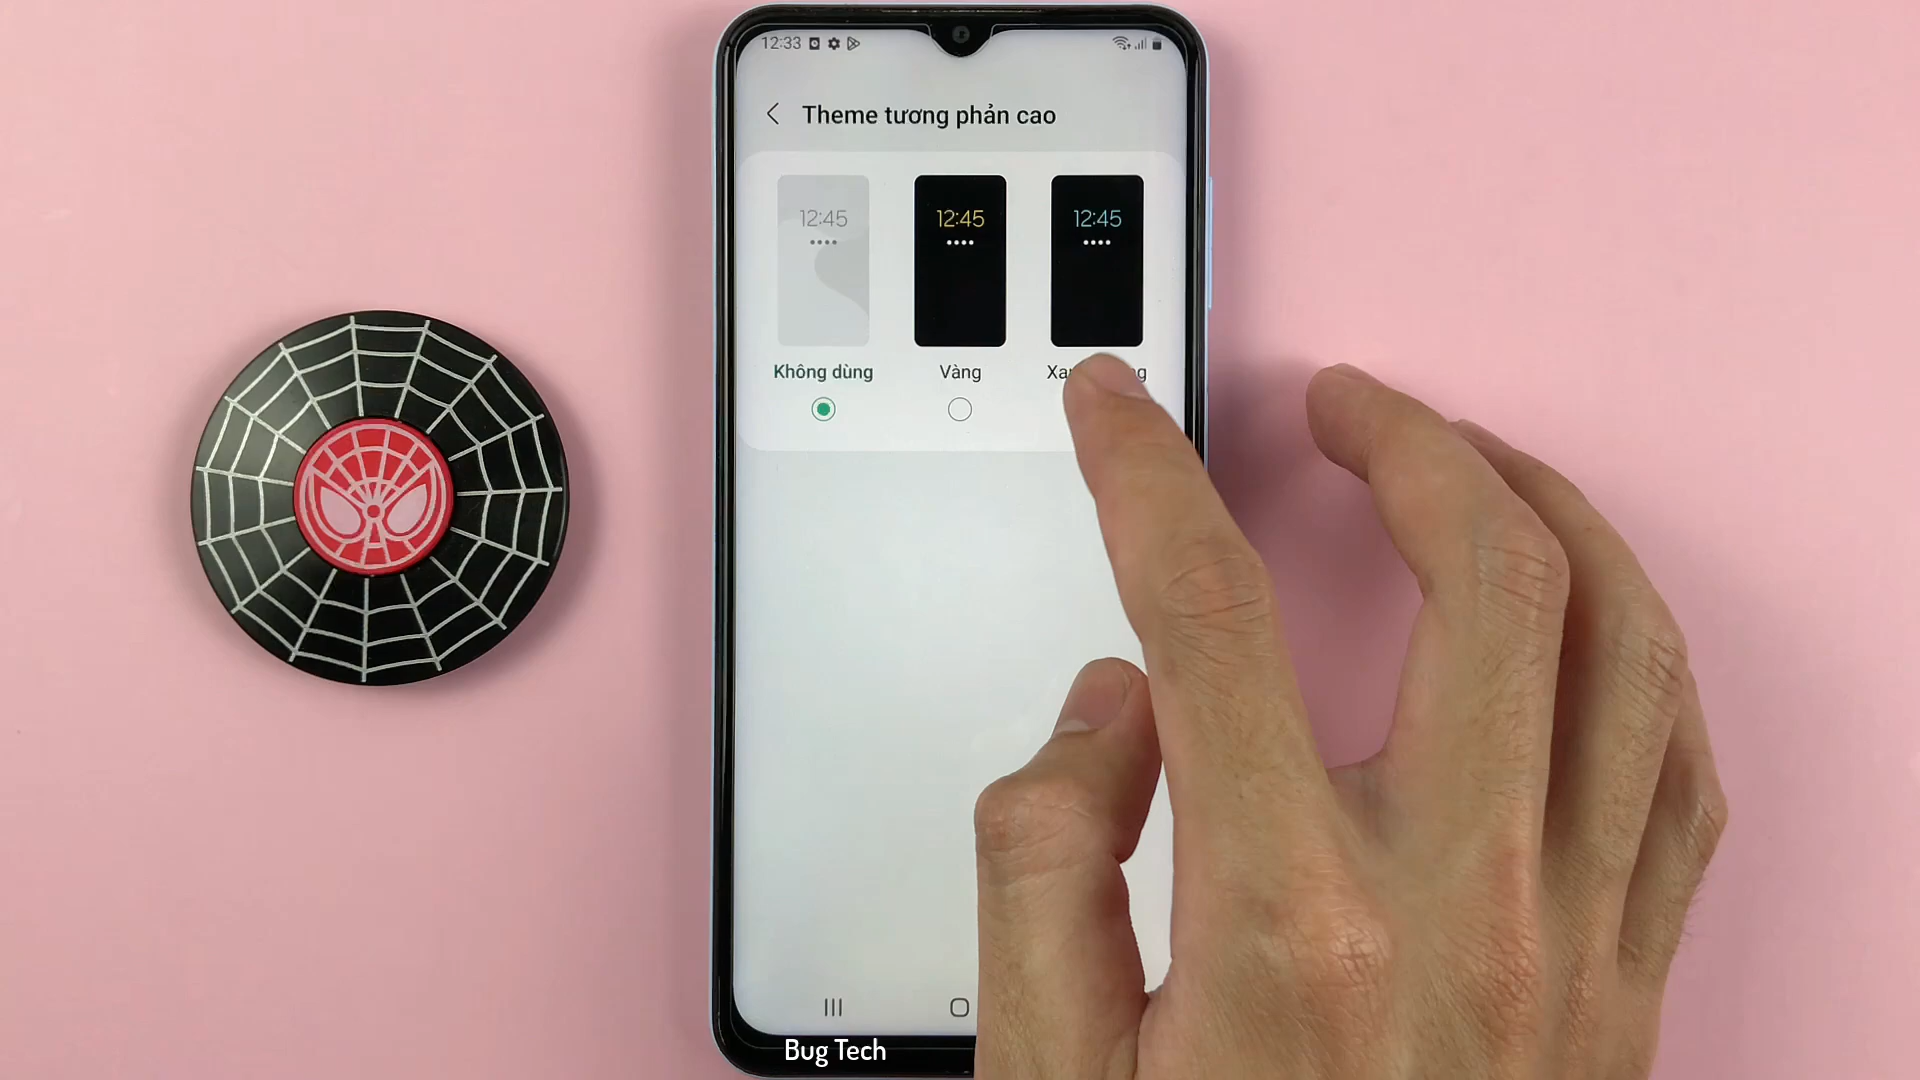 12:33
Theme tương phản cao
12:45
12:45
12:45
Không dùng
Vàng
Bug Tech